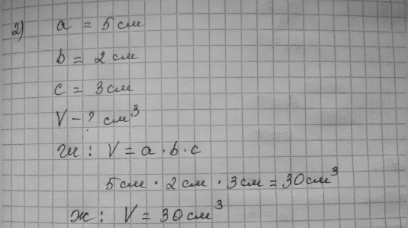 2) a = 5 см
b = 2 см
c = 3 см
V - ? см³
ш: V = a · b · c
5 см · 2 см · 3 см = 30 см³
ж: V = 30 см³